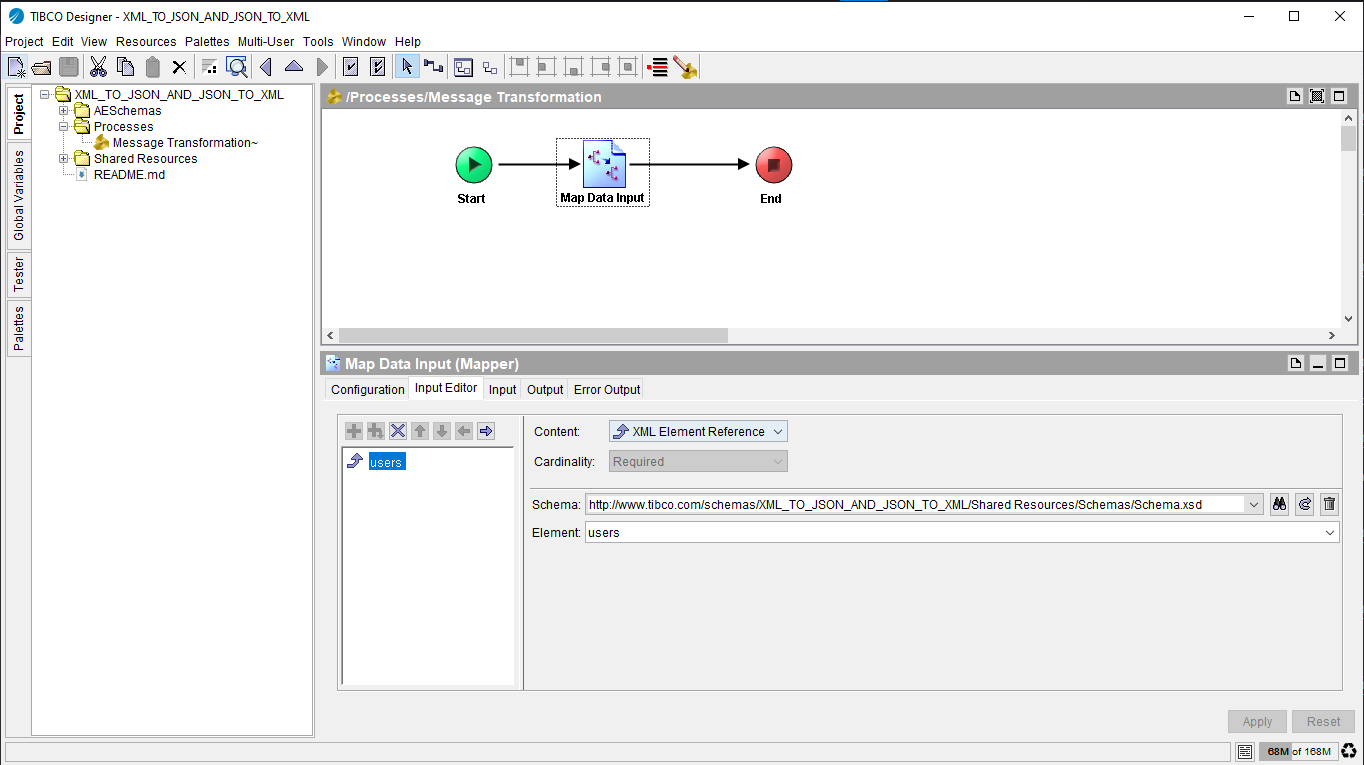 TIBCO Designer - XML_TO_JSON_AND_JSON_TO_XML
Project Edit View Resources Palettes Multi-User Tools Window Help
Project
Global Variables
Tester
Palettes
XML_TO_JSON_AND_JSON_TO_XML
AESchemas
Processes
Message Transformation~
Shared Resources
README.md
/Processes/Message Transformation
Start
Map Data Input
End
Map Data Input (Mapper)
Configuration Input Editor Input Output Error Output
users
Content: XML Element Reference
Cardinality: Required
Schema: http://www.tibco.com/schemas/XML_TO_JSON_AND_JSON_TO_XML/Shared Resources/Schemas/Schema.xsd
Element: users
Apply Reset
68M of 168M